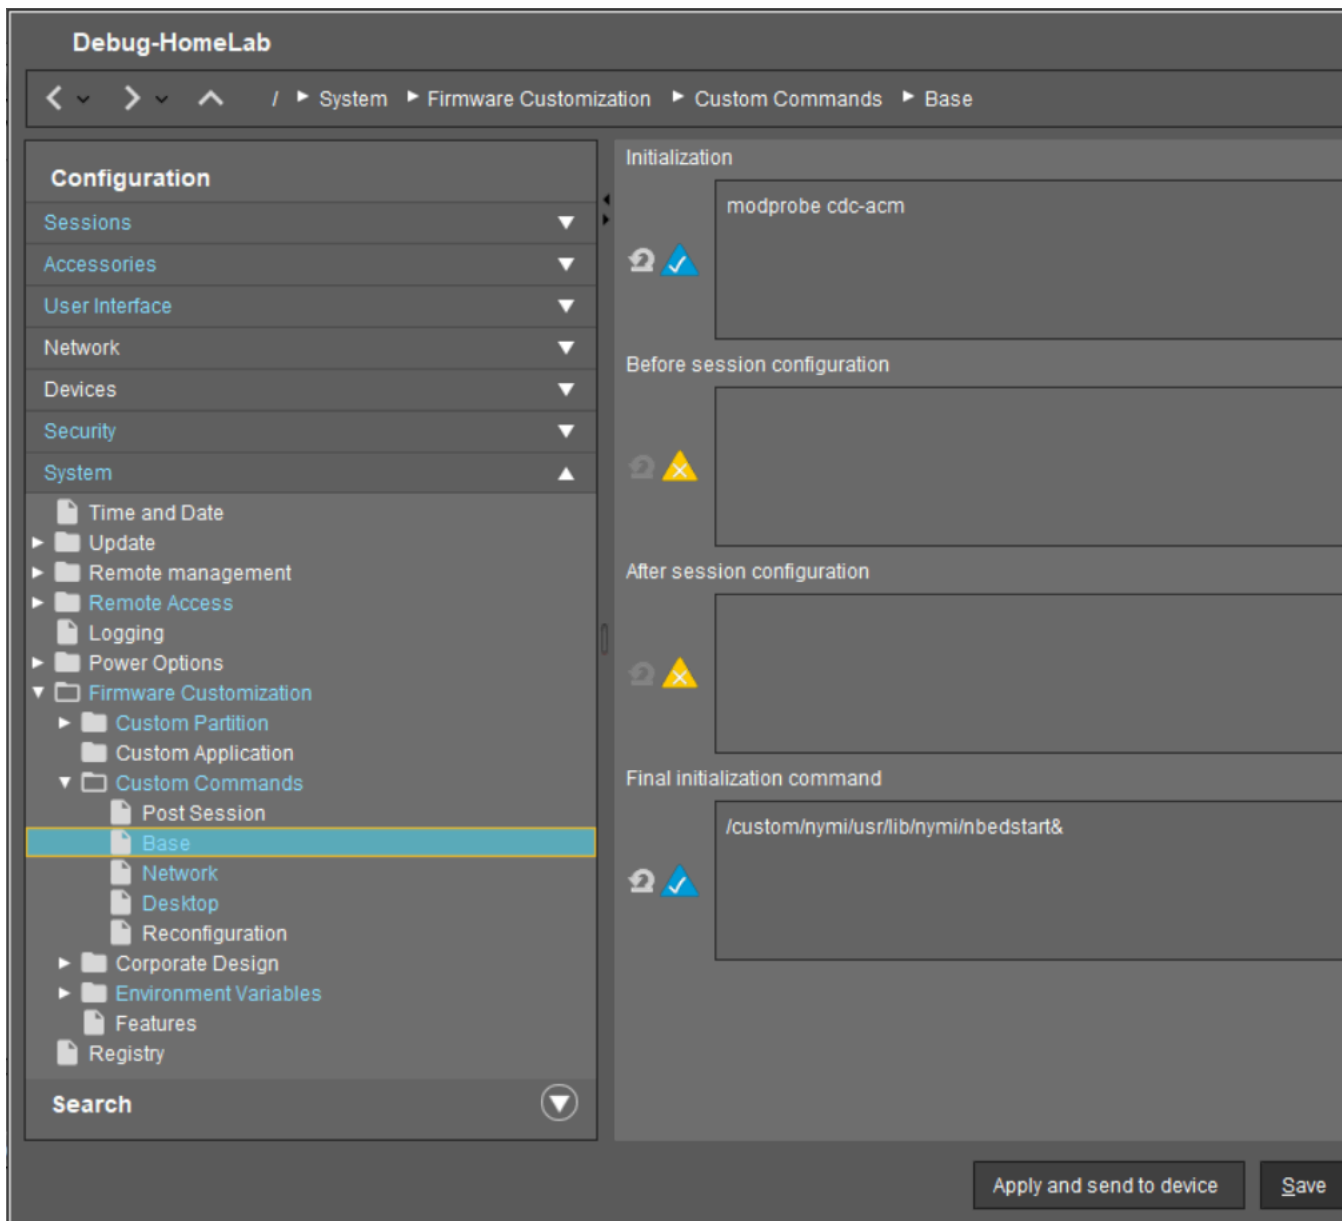 Debug-HomeLab
/ System Firmware Customization Custom Commands Base
Configuration
Sessions
Accessories
User Interface
Network
Devices
Security
System
Time and Date
Update
Remote management
Remote Access
Logging
Power Options
Firmware Customization
Custom Partition
Custom Application
Custom Commands
Post Session
Base
Network
Desktop
Reconfiguration
Corporate Design
Environment Variables
Features
Registry
Search
Initialization
modprobe cdc-acm
Before session configuration
After session configuration
Final initialization command
/custom/nymi/usr/lib/nymi/nbedstart&
Apply and send to device
Save